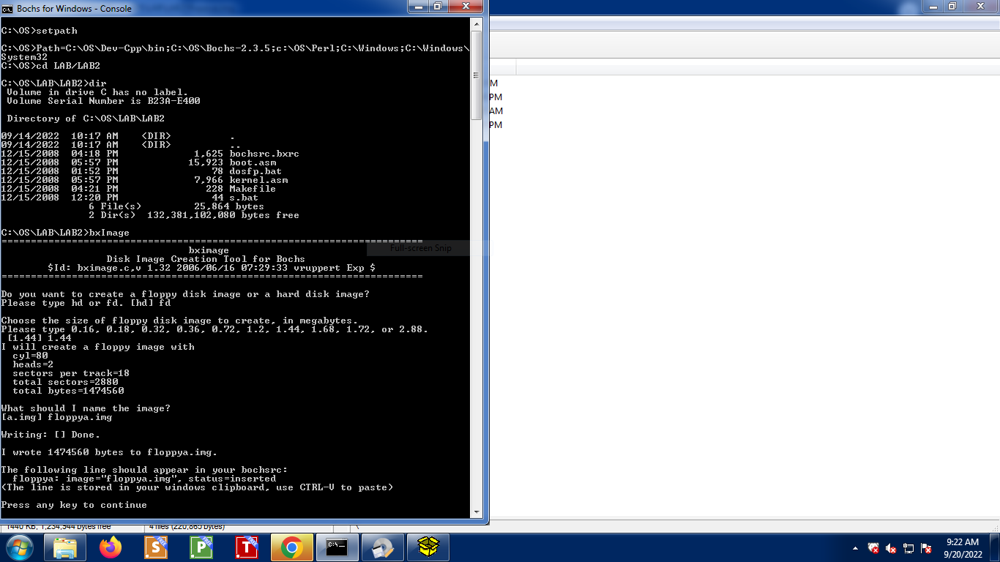 Bochs for Windows - Console
C:\OS>setpath
C:\OS>Path=C:\OS\Dev-Cpp\bin;C:\OS\Bochs-2.3.5;c:\OS\Perl;C:\Windows;C:\Windows\
System32
C:\OS>cd LAB/LAB2
C:\OS\LAB\LAB2>dir
 Volume in drive C has no label.
 Volume Serial Number is B23A-E400
 Directory of C:\OS\LAB\LAB2
09/14/2022  10:17 AM    <DIR>          .
09/14/2022  10:17 AM    <DIR>          ..
12/15/2008  04:18 PM             1,625 bochsrc.bxrc
12/15/2008  05:57 PM            15,923 boot.asm
12/15/2008  01:52 PM                78 dosfp.bat
12/15/2008  05:57 PM             7,966 kernel.asm
12/15/2008  04:21 PM               228 Makefile
12/15/2008  12:20 PM                44 s.bat
               6 File(s)         25,864 bytes
               2 Dir(s)  132,381,102,080 bytes free
C:\OS\LAB\LAB2>bxImage
========================================================================
                                bximage
                  Disk Image Creation Tool for Bochs
        $Id: bximage.c,v 1.32 2006/06/16 07:29:33 vruppert Exp $
========================================================================
Do you want to create a floppy disk image or a hard disk image?
Please type hd or fd. [hd] fd
Choose the size of floppy disk image to create, in megabytes.
Please type 0.16, 0.18, 0.32, 0.36, 0.72, 1.2, 1.44, 1.68, 1.72, or 2.88.
 [1.44] 1.44
I will create a floppy image with
  cyl=80
  heads=2
  sectors per track=18
  total sectors=2880
  total bytes=1474560
What should I name the image?
[a.img] floppya.img
Writing: [] Done.
I wrote 1474560 bytes to floppya.img.
The following line should appear in your bochsrc:
  floppya: image="floppya.img", status=inserted
(The line is stored in your windows clipboard, use CTRL-V to paste)
Press any key to continue
Full-screen Snip
M
PM
AM
PM
1440 KB, 1,234,944 bytes free
4 files (220,865 bytes)
\
S
P
T
C:\_
9:22 AM
9/20/2022